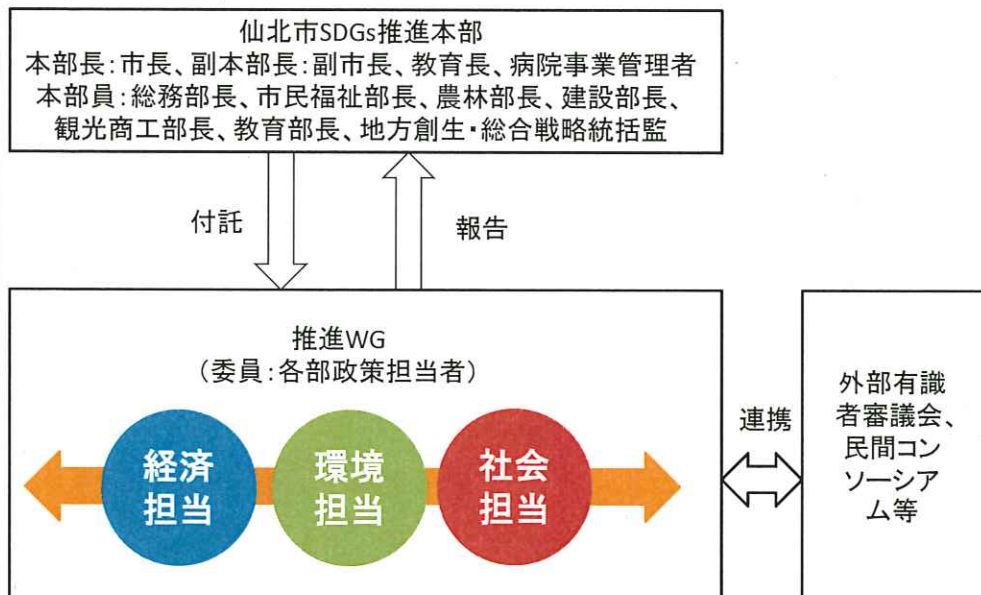 仙北市SDGs推進本部
本部長：市長、副本部長：副市長、教育長、病院事業管理者
本部員：総務部長、市民福祉部長、農林部長、建設部長、
観光商工部長、教育部長、地方創生・総合戦略統括監
付託
報告
推進WG
（委員：各部政策担当者）
経済
担当
環境
担当
社会
担当
連携
外部有識
者審議会、
民間コン
ソーシア
ム等